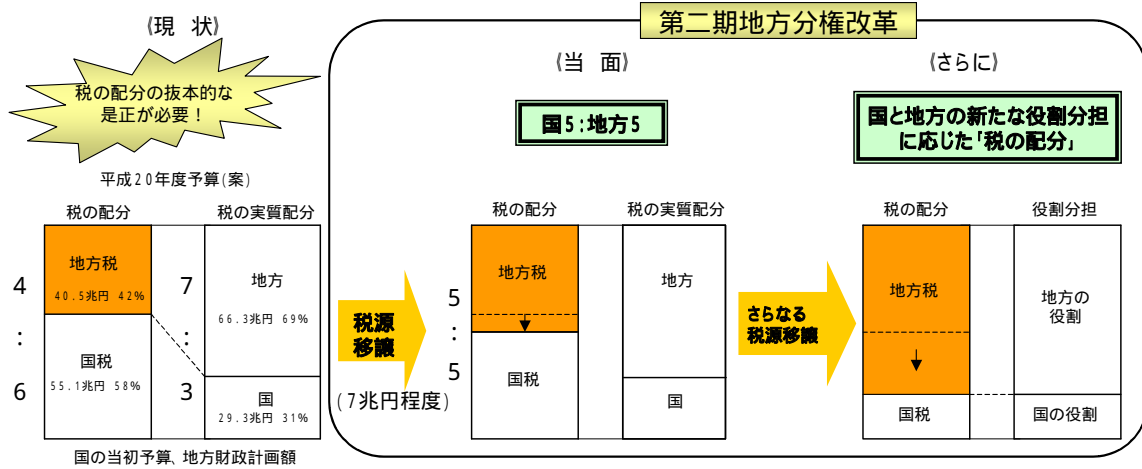 第二期地方分権改革
《現 状》
税の配分の抜本的な
是正が必要！
平成20年度予算(案)
税の配分
税の実質配分
地方税
40.5兆円 42%
国税
55.1兆円 58%
4
:
6
地方
66.3兆円 69%
国
29.3兆円 31%
7
:
3
国の当初予算、地方財政計画額
税源
移譲
(7兆円程度)
《当 面》
国5:地方5
税の配分
税の実質配分
5
:
5
地方税
国税
地方
国
さらなる
税源移譲
《さらに》
国と地方の新たな役割分担
に応じた「税の配分」
税の配分
役割分担
地方税
国税
地方の
役割
国の役割